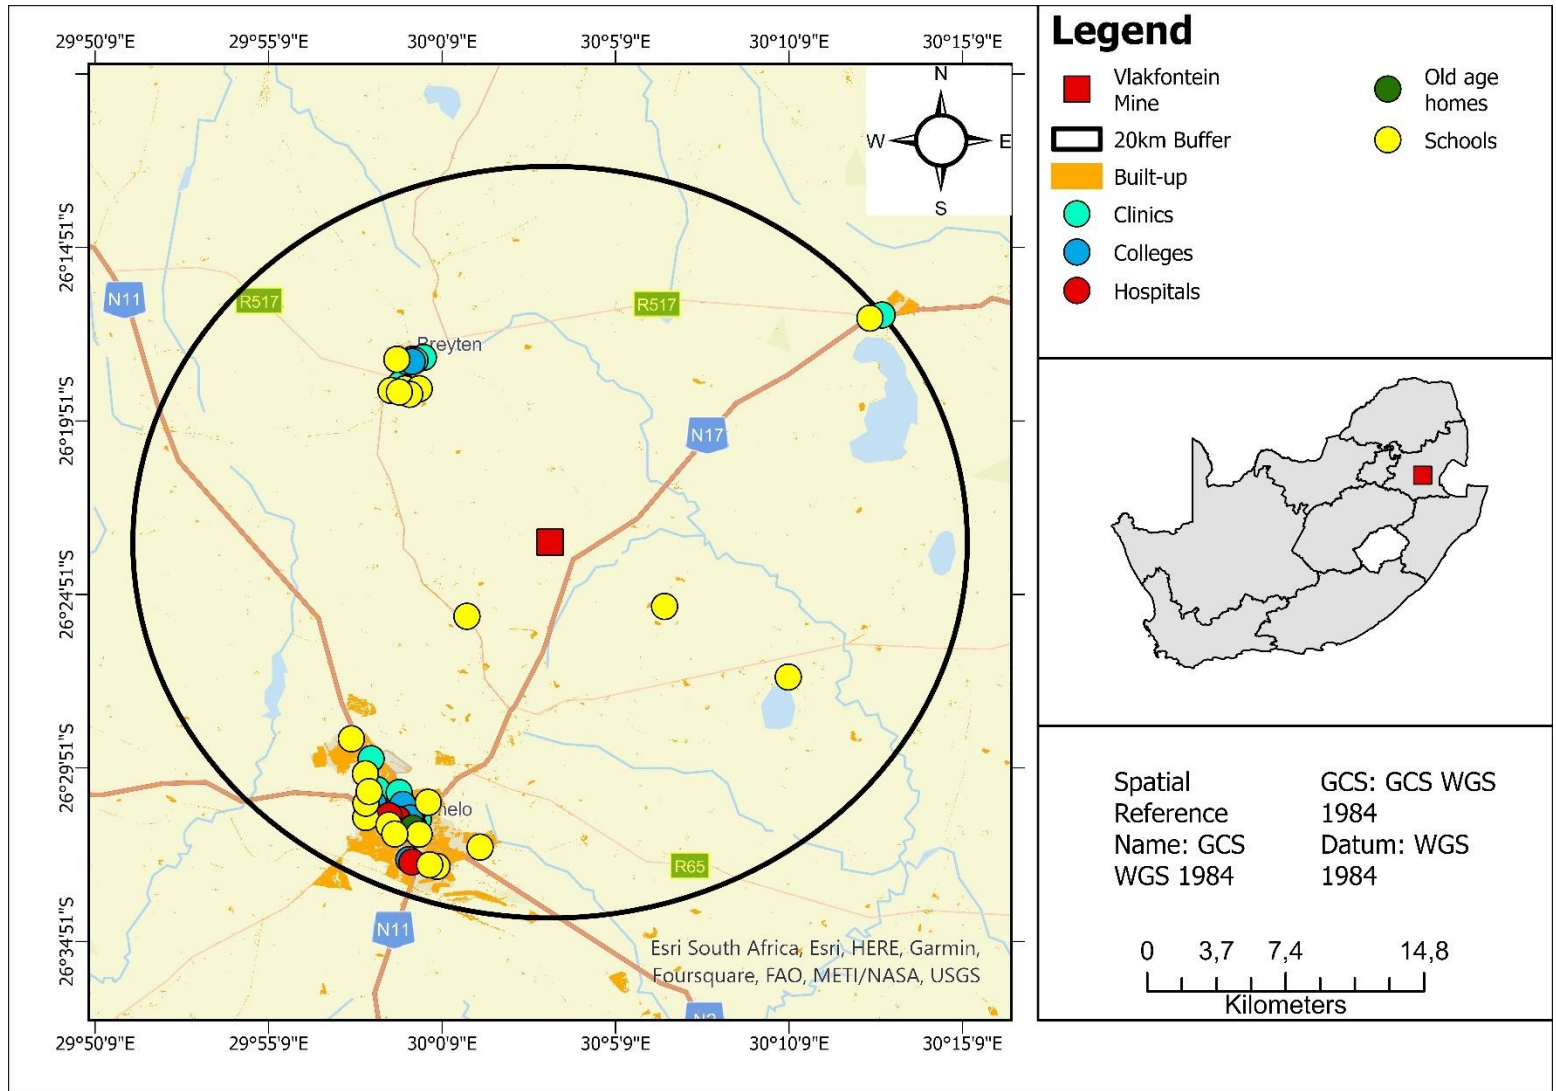 29°50'9"E 29°55'9"E 30°0'9"E 30°5'9"E 30°10'9"E 30°15'9"E
26°14'51"S
26°19'51"S
26°24'51"S
26°29'51"S
26°34'51"S
N
W E
S
N11
R517
R517
Breyten
N17
melo
R65
N11
N2
Esri South Africa, Esri, HERE, Garmin,
Foursquare, FAO, METI/NASA, USGS
29°50'9"E 29°55'9"E 30°0'9"E 30°5'9"E 30°10'9"E 30°15'9"E
Legend
Vlakfontein
Mine
20km Buffer
Built-up
Clinics
Colleges
Hospitals
Old age
homes
Schools
Spatial
Reference
Name: GCS
WGS 1984
GCS: GCS WGS
1984
Datum: WGS
1984
0 3,7 7,4 14,8
Kilometers